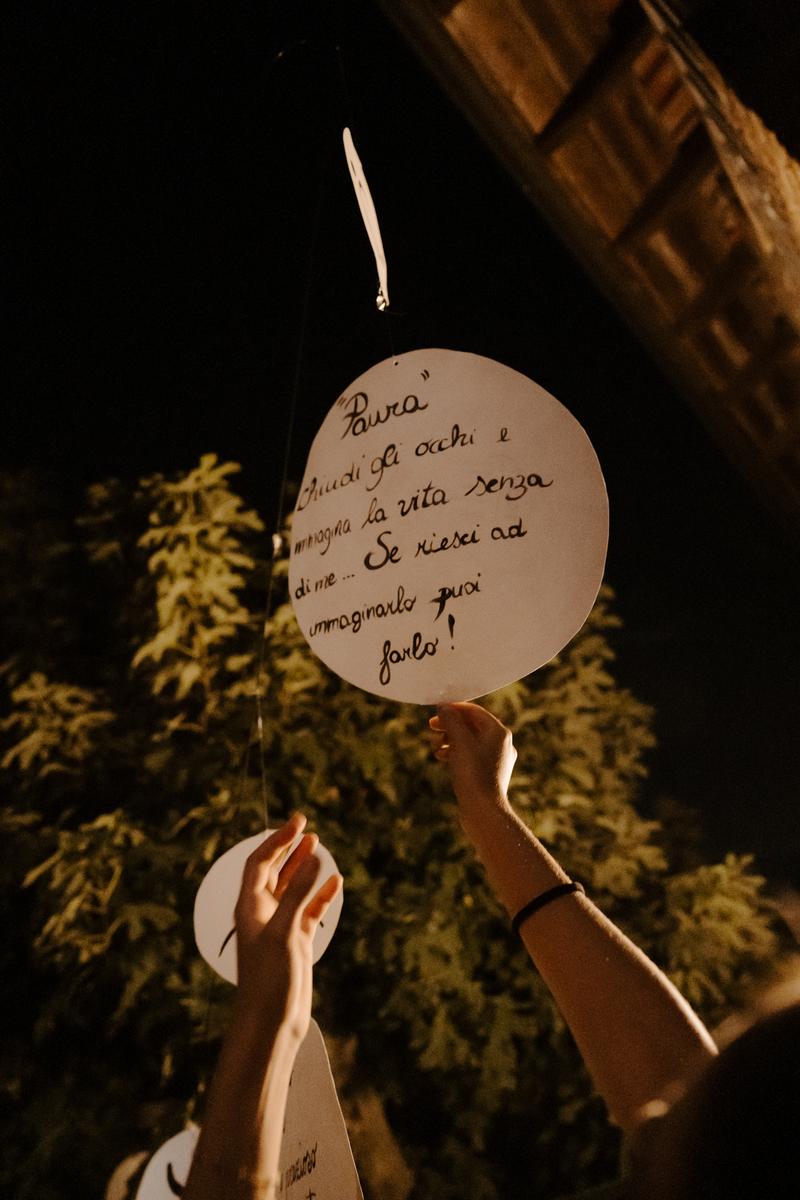 "Paura"
chiudi gli occhi e
immagina la vita senza
di me... Se riesci ad
immaginarlo puoi
farlo!